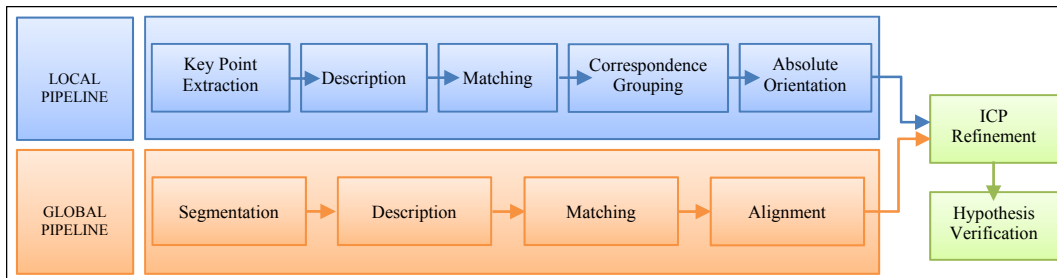 LOCAL
PIPELINE
Key Point
Extraction
Description
Matching
Correspondence
Grouping
Absolute
Orientation
ICP
Refinement
GLOBAL
PIPELINE
Segmentation
Description
Matching
Alignment
Hypothesis
Verification